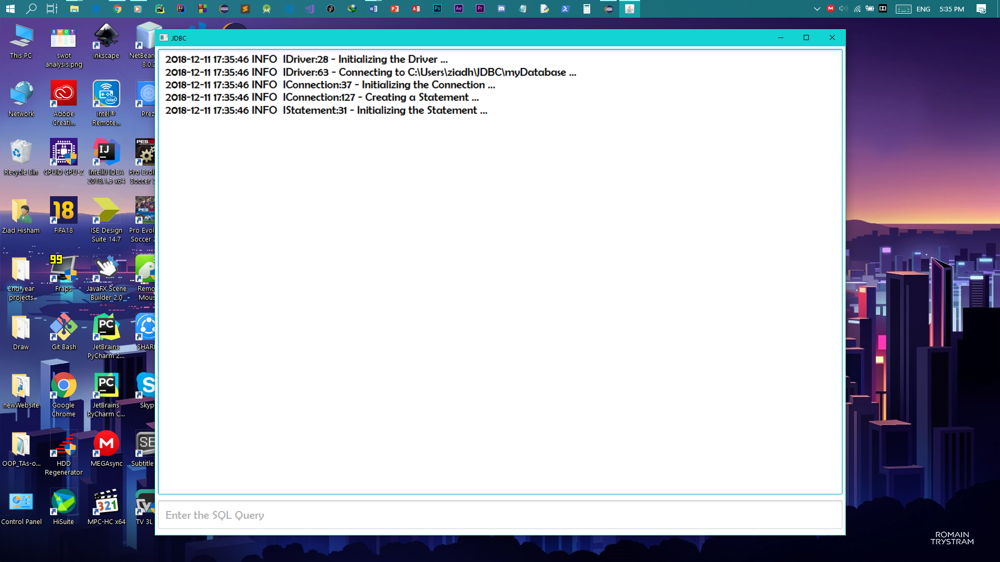 ENG
5:35 PM
JDBC
2018-12-11 17:35:46 INFO IDriver:28 - Initializing the Driver ...
2018-12-11 17:35:46 INFO IDriver:63 - Connecting to C:\Users\ziadh\JDBC\myDatabase ...
2018-12-11 17:35:46 INFO IConnection:37 - Initializing the Connection ...
2018-12-11 17:35:46 INFO IConnection:127 - Creating a Statement ...
2018-12-11 17:35:46 INFO IStatement:31 - Initializing the Statement ...
Enter the SQL Query
This PC
swot
analysis.png
Inkscape
NetBean
8.0.2
Network
Adobe
Creati...
Intel®
Remote...
Prez
Recycle Bin
CPUID CPU-Z
IntelliJ IDEA
2018.1.5 x64
Pro Evol
Soccer 2
Ziad Hisham
FIFA18
ISE Design
Suite 14.7
Pro Evol
Soccer 2
2nd year
projects
Fraps
JavaFX Scene
Builder 2.0
Remo
Mous
Draw
Git Bash
JetBrains
PyCharm 2...
SHAR
newWebsite
Google
Chrome
JetBrains
PyCharm C...
Skyp
OOP_TAs-o...
HDD
Regenerator
MEGAsync
Subtitle
Control Panel
HiSuite
MPC-HC x64
TV 3L
ROMAIN
TRYSTRAM